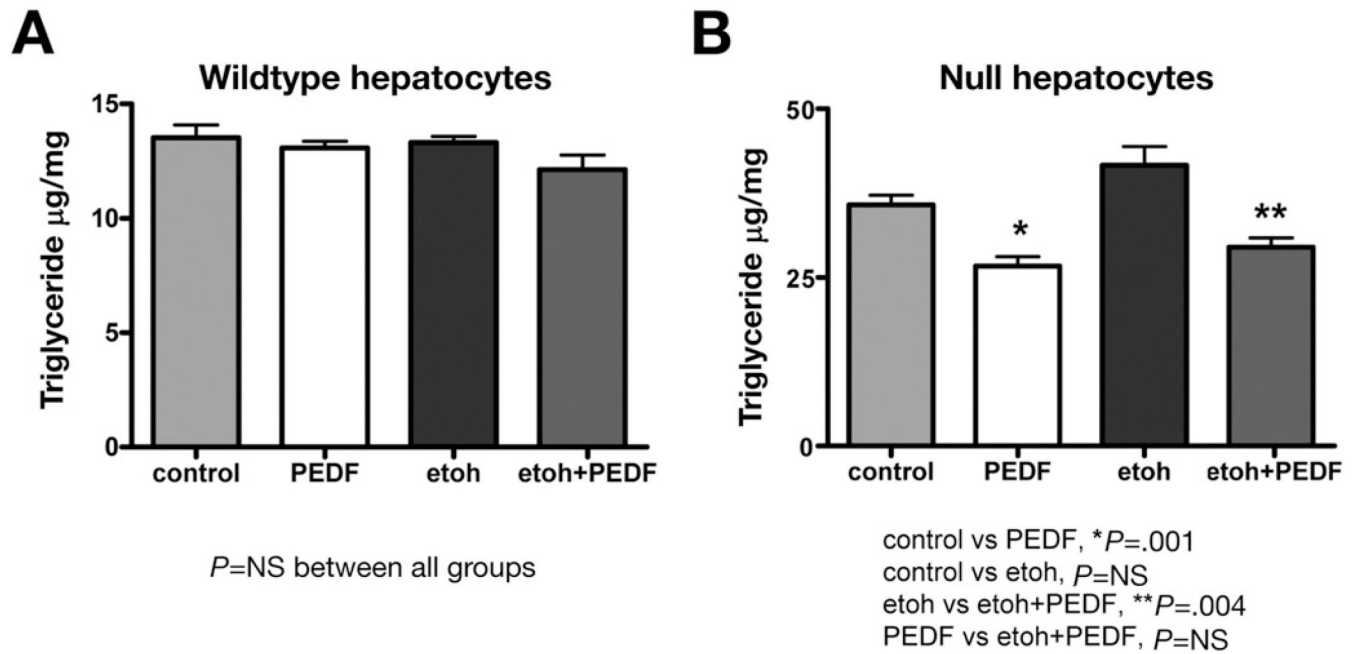 A
Wildtype hepatocytes
Triglyceride μg/mg
15
10
5
0
control PEDF etoh etoh+PEDF
P=NS between all groups
B
Null hepatocytes
Triglyceride μg/mg
50
25
0
*
**
control PEDF etoh etoh+PEDF
control vs PEDF, *P=.001
control vs etoh, P=NS
etoh vs etoh+PEDF, **P=.004
PEDF vs etoh+PEDF, P=NS